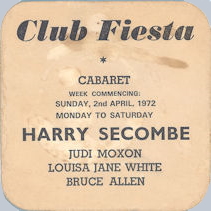 Club Fiesta
*
CABARET
WEEK COMMENCING:
SUNDAY, 2nd APRIL, 1972
MONDAY TO SATURDAY
HARRY SECOMBE
JUDI MOXON
LOUISA JANE WHITE
BRUCE ALLEN